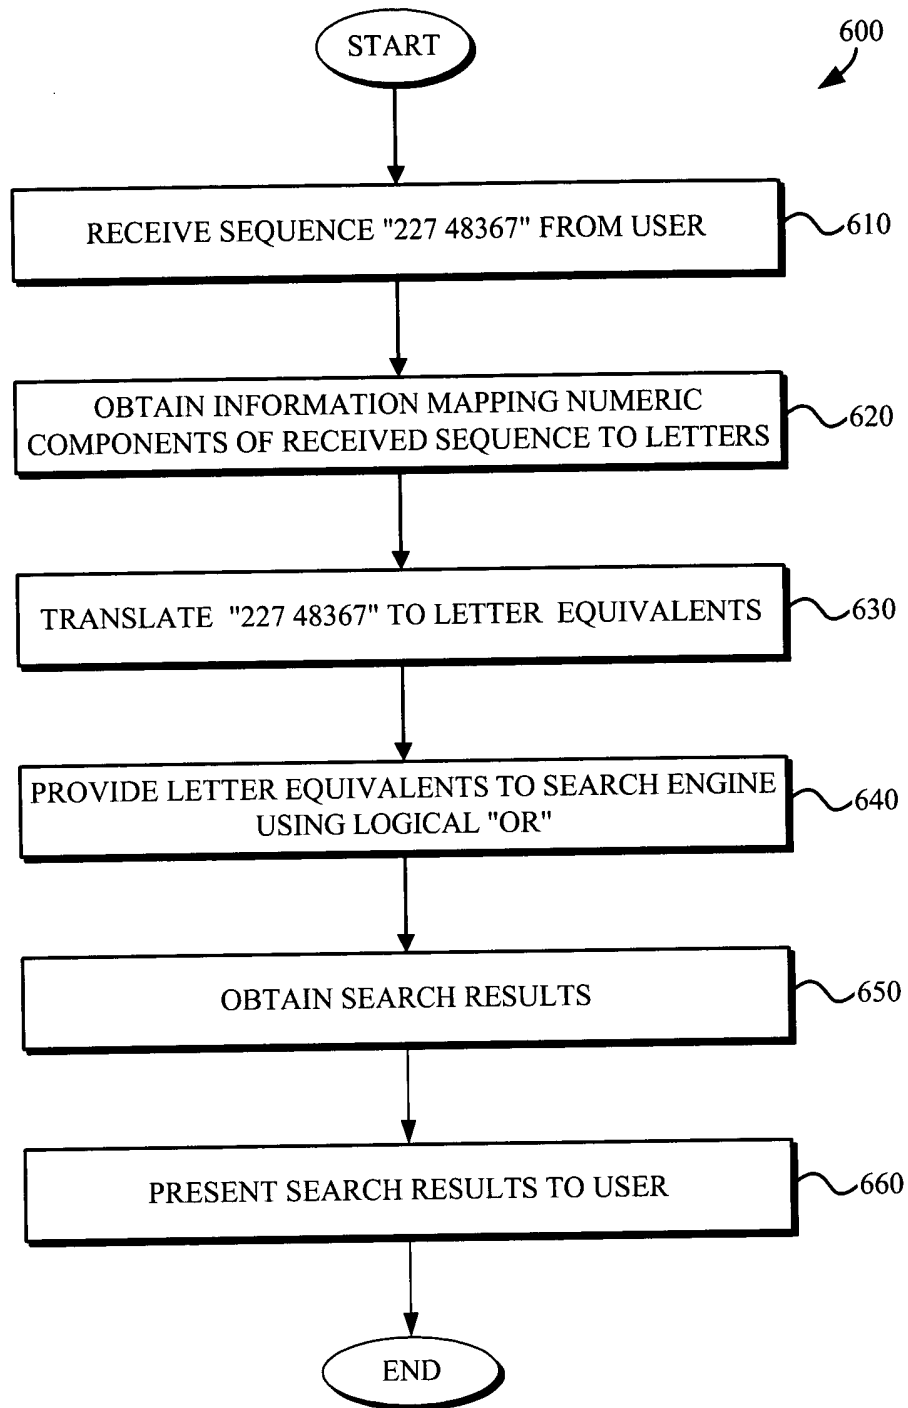 START
600
RECEIVE SEQUENCE "227 48367" FROM USER
610
OBTAIN INFORMATION MAPPING NUMERIC
COMPONENTS OF RECEIVED SEQUENCE TO LETTERS
620
TRANSLATE "227 48367" TO LETTER EQUIVALENTS
630
PROVIDE LETTER EQUIVALENTS TO SEARCH ENGINE
USING LOGICAL "OR"
640
OBTAIN SEARCH RESULTS
650
PRESENT SEARCH RESULTS TO USER
660
END